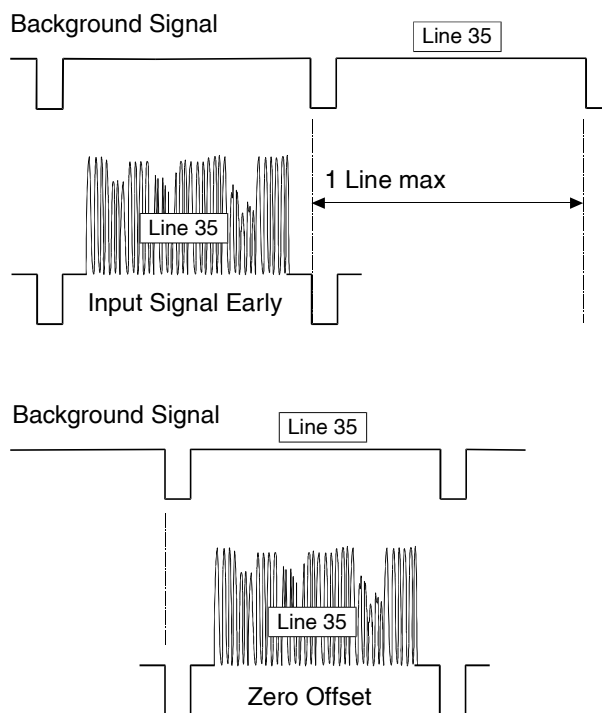 Background Signal
Line 35
1 Line max
Line 35
Input Signal Early
Background Signal
Line 35
Line 35
Zero Offset